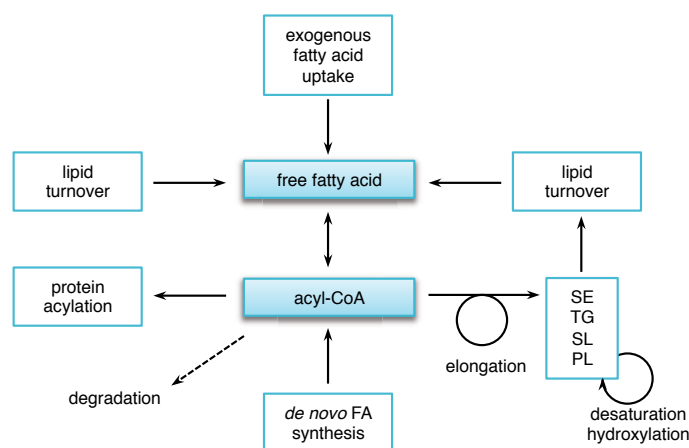 exogenous
fatty acid
uptake
lipid
turnover
free fatty acid
lipid
turnover
protein
acylation
acyl-CoA
elongation
SE
TG
SL
PL
degradation
de novo FA
synthesis
desaturation
hydroxylation